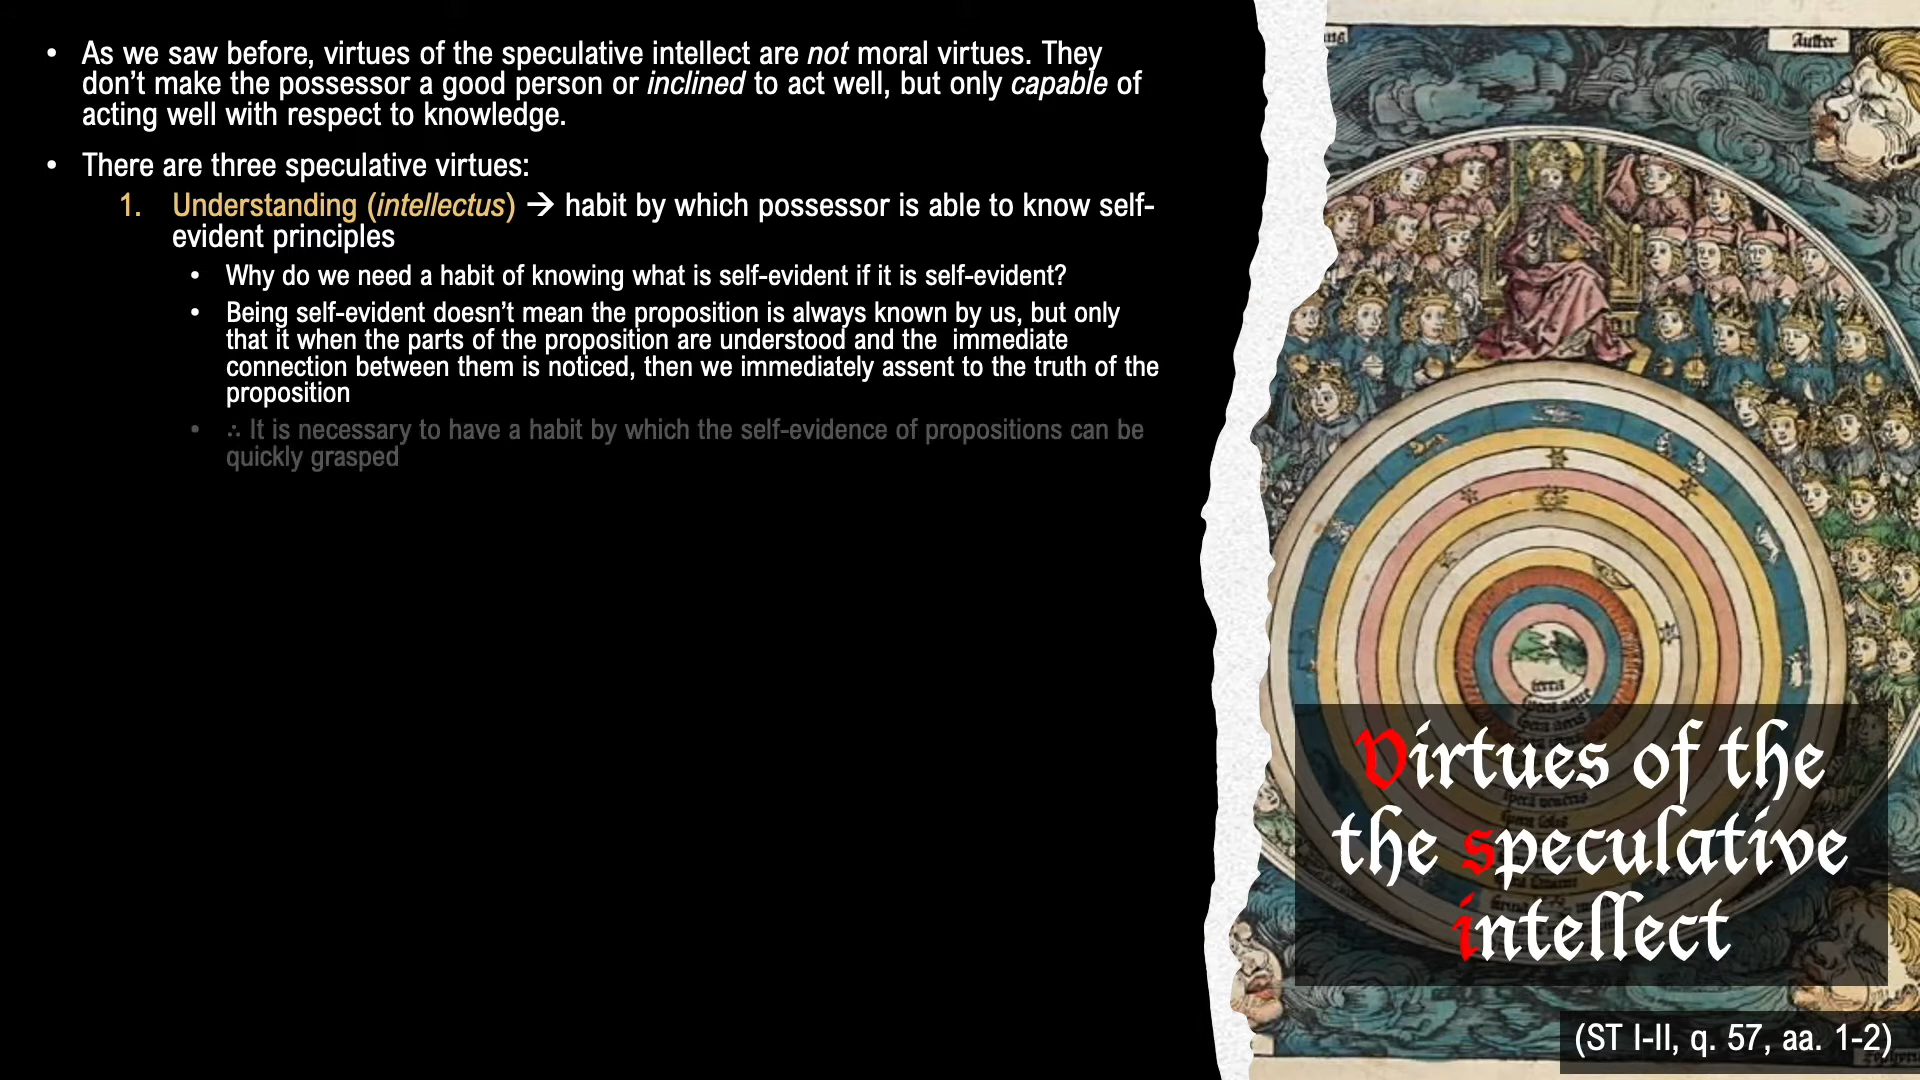 • As we saw before, virtues of the speculative intellect are not moral virtues. They
don’t make the possessor a good person or inclined to act well, but only capable of
acting well with respect to knowledge.
• There are three speculative virtues:
1. Understanding (intellectus) → habit by which possessor is able to know self-
evident principles
• Why do we need a habit of knowing what is self-evident if it is self-evident?
• Being self-evident doesn’t mean the proposition is always known by us, but only
that it when the parts of the proposition are understood and the immediate
connection between them is noticed, then we immediately assent to the truth of the
proposition
• ∴ It is necessary to have a habit by which the self-evidence of propositions can be
quickly grasped
Auster
terra
Virtues of the
the speculative
intellect
(ST I-II, q. 57, aa. 1-2)